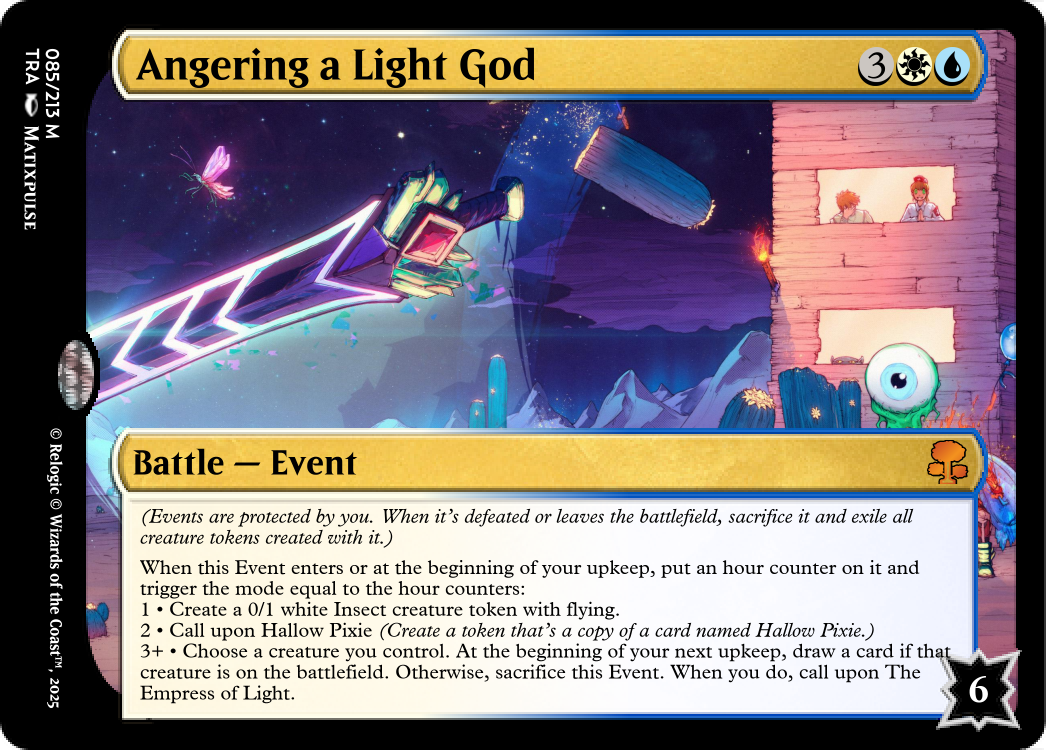 Angering a Light God
3
Battle — Event
(Events are protected by you. When it's defeated or leaves the battlefield, sacrifice it and exile all
creature tokens created with it.)
When this Event enters or at the beginning of your upkeep, put an hour counter on it and
trigger the mode equal to the hour counters:
1 • Create a 0/1 white Insect creature token with flying.
2 • Call upon Hallow Pixie (Create a token that's a copy of a card named Hallow Pixie.)
3+ • Choose a creature you control. At the beginning of your next upkeep, draw a card if that
creature is on the battlefield. Otherwise, sacrifice this Event. When you do, call upon The
Empress of Light.
6
085/213 M
TRA Matixpulse
© Relogic © Wizards of the Coast™, 2025